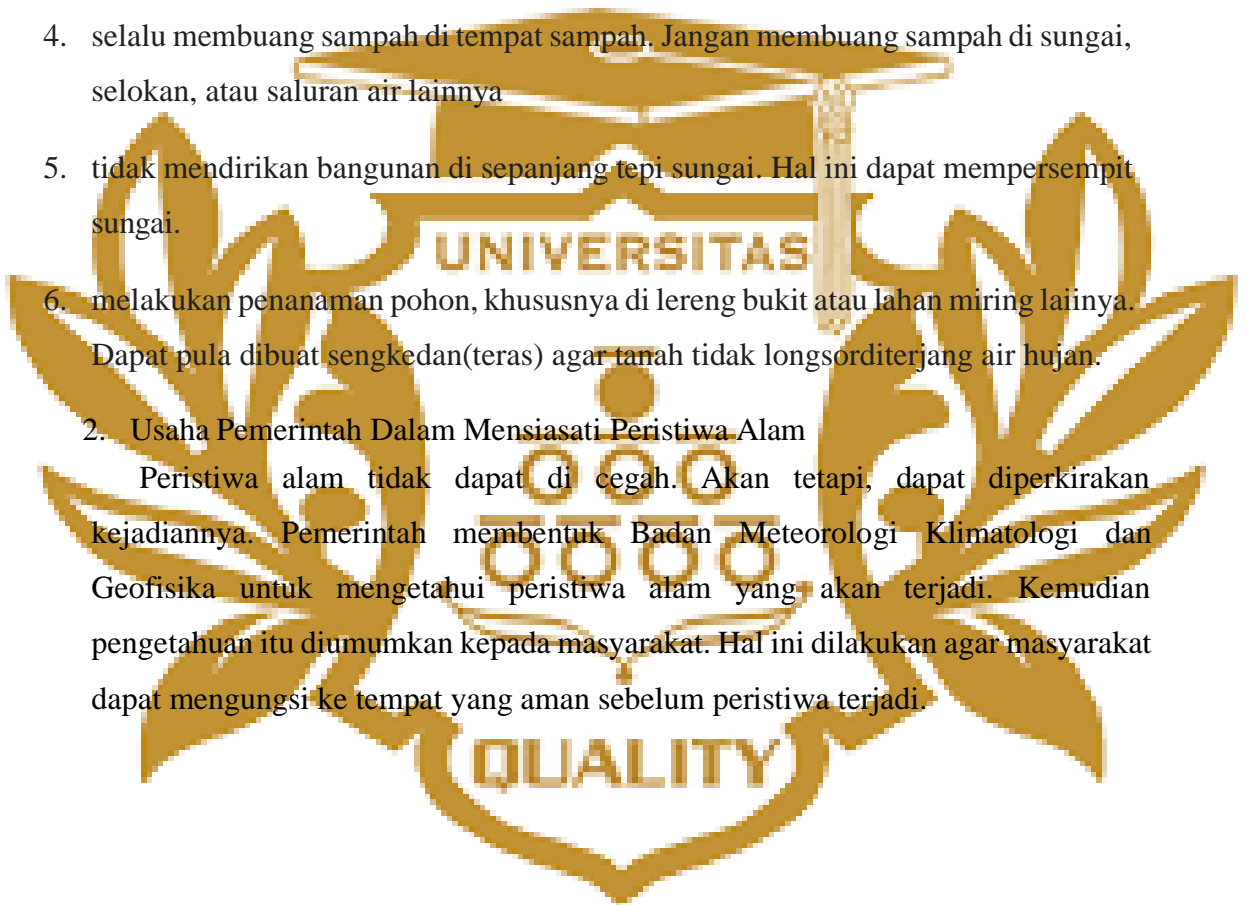 4. selalu membuang sampah di tempat sampah. Jangan membuang sampah di sungai,
selokan, atau saluran air lainnya
5. tidak mendirikan bangunan di sepanjang tepi sungai. Hal ini dapat mempersempit
sungai.
UNIVERSITAS
6. melakukan penanaman pohon, khususnya di lereng bukit atau lahan miring laiinya.
Dapat pula dibuat sengkedan(teras) agar tanah tidak longsorditerjang air hujan.
2. Usaha Pemerintah Dalam Mensiasati Peristiwa Alam
Peristiwa alam tidak dapat di cegah. Akan tetapi, dapat diperkirakan
kejadiannya. Pemerintah membentuk Badan Meteorologi Klimatologi dan
Geofisika untuk mengetahui peristiwa alam yang akan terjadi. Kemudian
pengetahuan itu diumumkan kepada masyarakat. Hal ini dilakukan agar masyarakat
dapat mengungsi ke tempat yang aman sebelum peristiwa terjadi.
QUALITY